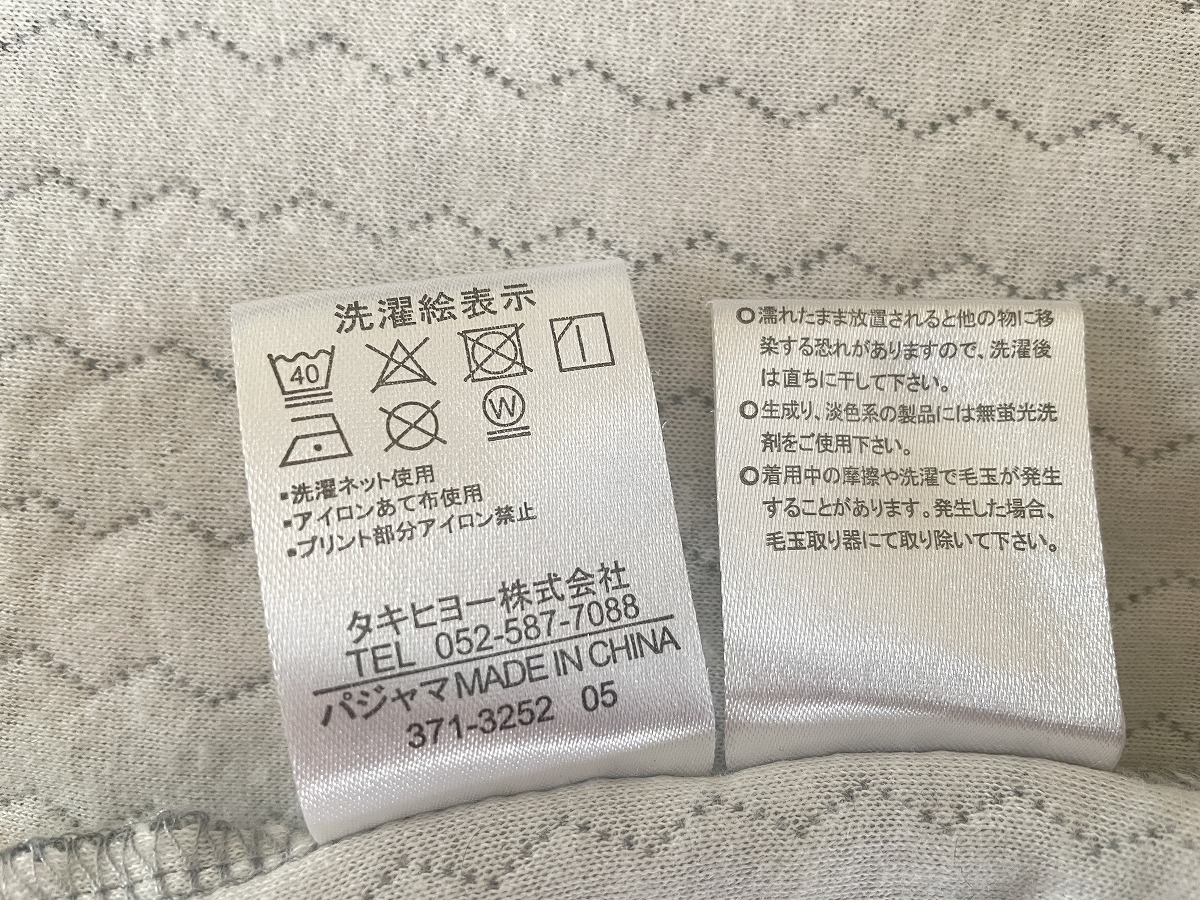 洗濯絵表示
40
W
▪洗濯ネット使用
▪アイロンあて布使用
▪プリント部分アイロン禁止
タキヒヨー株式会社
TEL 052-587-7088
パジャマ MADE IN CHINA
371-3252 05
○濡れたまま放置されると他の物に移
染する恐れがありますので、洗濯後
は直ちに干して下さい。
○生成り、淡色系の製品には無蛍光洗
剤をご使用下さい。
○着用中の摩擦や洗濯で毛玉が発生
することがあります。発生した場合、
毛玉取り器にて取り除いて下さい。